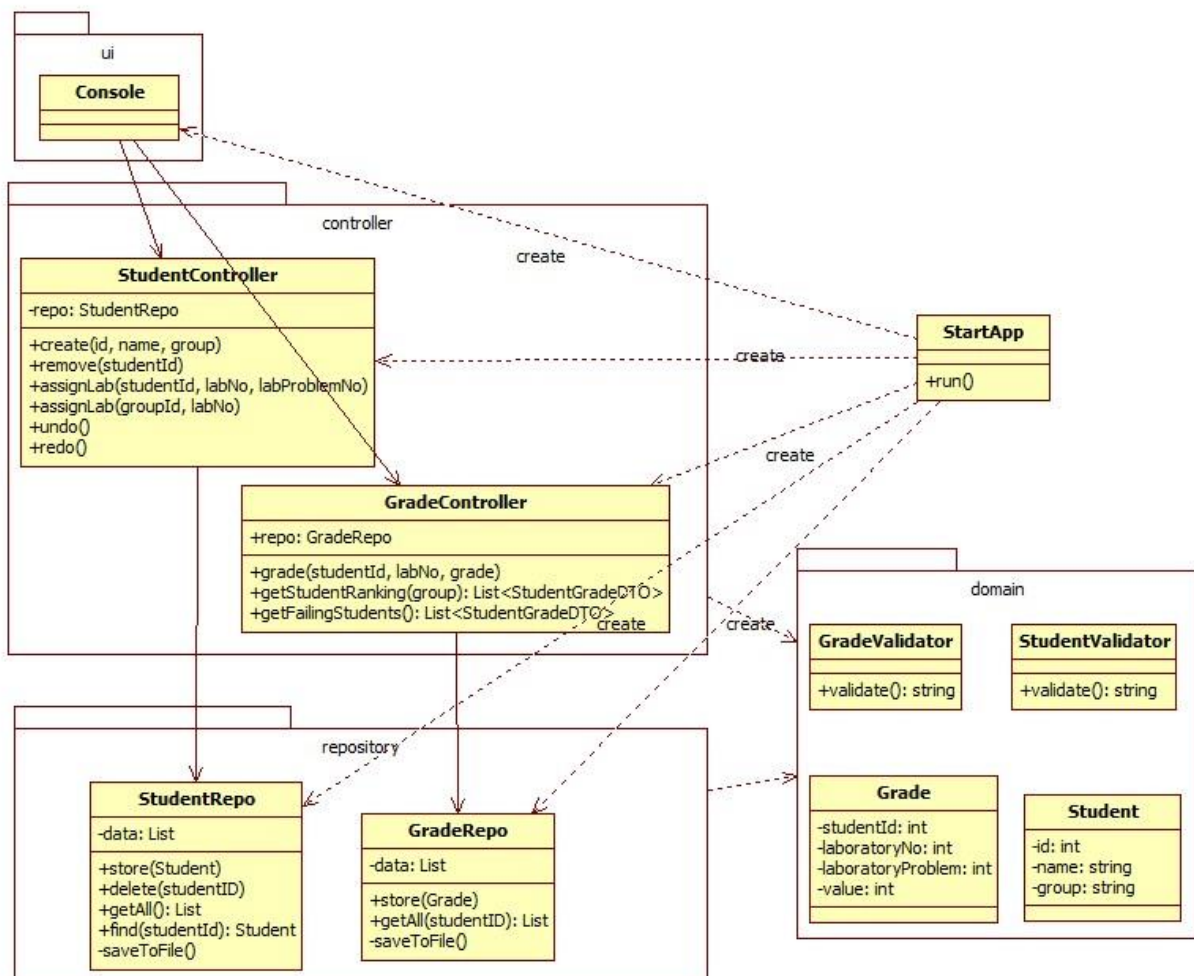 ui
Console
controller
create
StudentController
-repo: StudentRepo
+create(id, name, group)
+remove(studentId)
+assignLab(studentId, labNo, labProblemNo)
+assignLab(groupId, labNo)
+undo()
+redo()
create
StartApp
+run()
create
GradeController
+repo: GradeRepo
+grade(studentId, labNo, grade)
+getStudentRanking(group): List<StudentGradeDTO>
+getFailingStudents(): List<StudentGradeDTO>
create
create
domain
GradeValidator
+validate(): string
StudentValidator
+validate(): string
repository
StudentRepo
-data: List
+store(Student)
+delete(studentID)
+getAll(): List
+find(studentId): Student
-saveToFile()
GradeRepo
-data: List
+store(Grade)
+getAll(studentID): List
-saveToFile()
Grade
-studentId: int
-laboratoryNo: int
-laboratoryProblem: int
-value: int
Student
-id: int
-name: string
-group: string